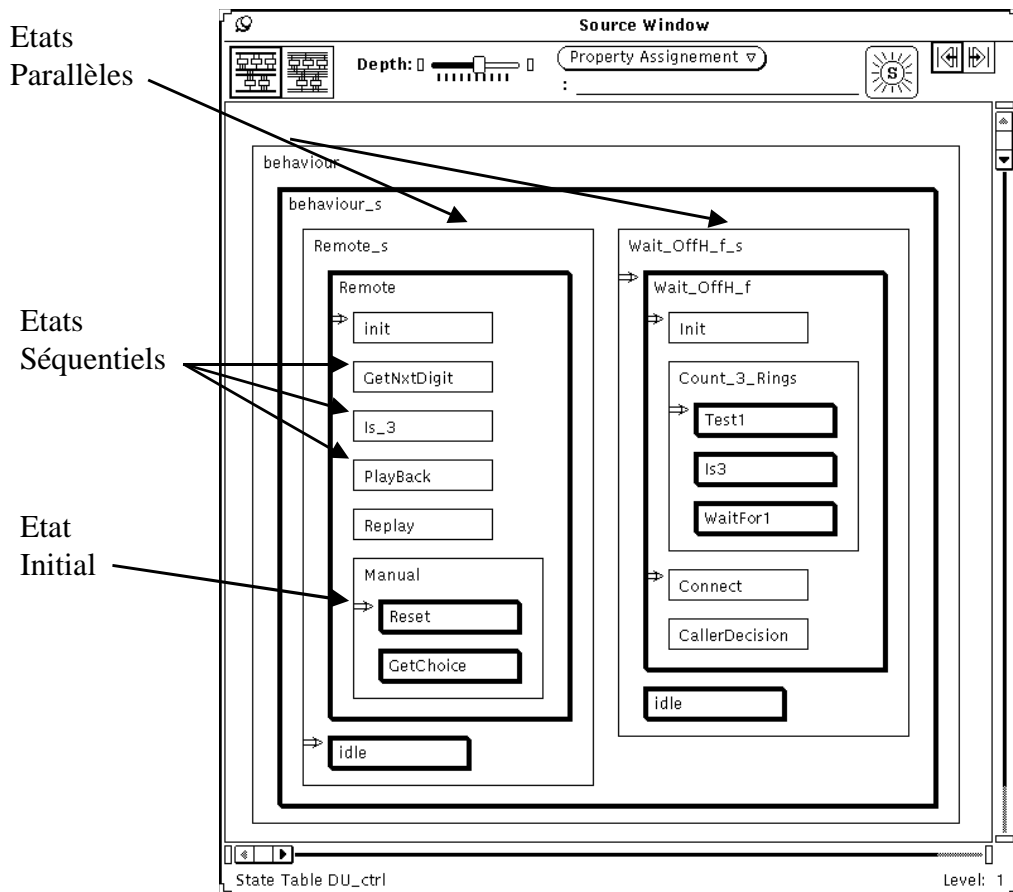 Etats
Parallèles
Etats
Séquentiels
Etat
Initial
Source Window
Depth:
Property Assignement
:
S
behaviour
behaviour_s
Remote_s
Remote
init
GetNxtDigit
Is_3
PlayBack
Replay
Manual
Reset
GetChoice
idle
Wait_OffH_f_s
Wait_OffH_f
Init
Count_3_Rings
Test1
Is3
WaitFor1
Connect
CallerDecision
idle
State Table DU_ctrl
Level: 1